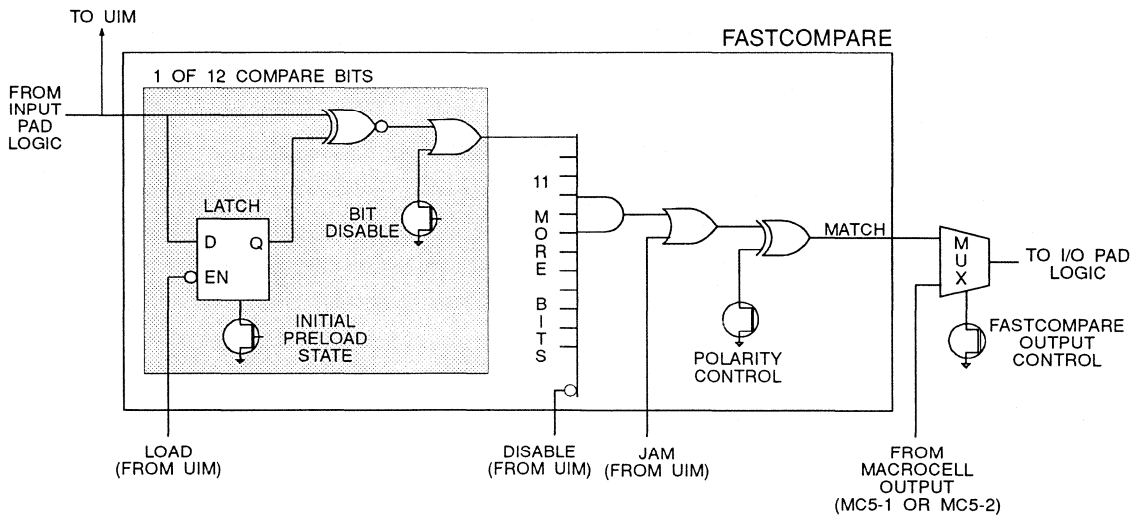 TO UIM
FASTCOMPARE
1 OF 12 COMPARE BITS
FROM
INPUT
PAD
LOGIC
LATCH
D Q
EN
BIT
DISABLE
INITIAL
PRELOAD
STATE
11
MORE
BITS
MATCH
POLARITY
CONTROL
MUX
TO I/O PAD
LOGIC
FASTCOMPARE
OUTPUT
CONTROL
LOAD
(FROM UIM)
DISABLE
(FROM UIM)
JAM
(FROM UIM)
FROM
MACROCELL
OUTPUT
(MC5-1 OR MC5-2)